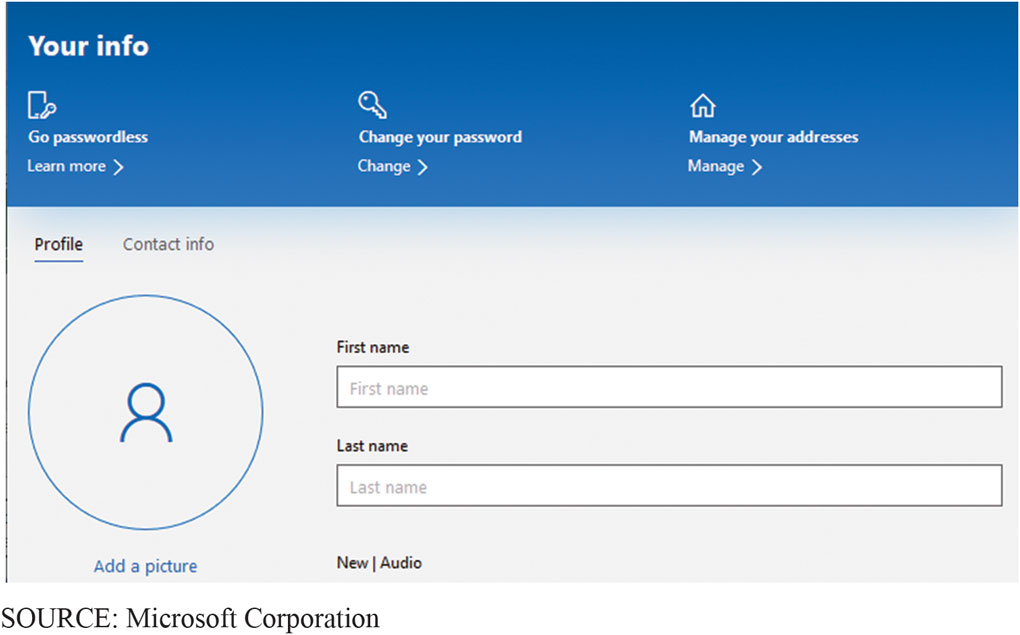 Your info
Go passwordless
Learn more
Change your password
Change
Manage your addresses
Manage
Profile
Contact info
First name
First name
Last name
Last name
Add a picture
New | Audio
SOURCE: Microsoft Corporation